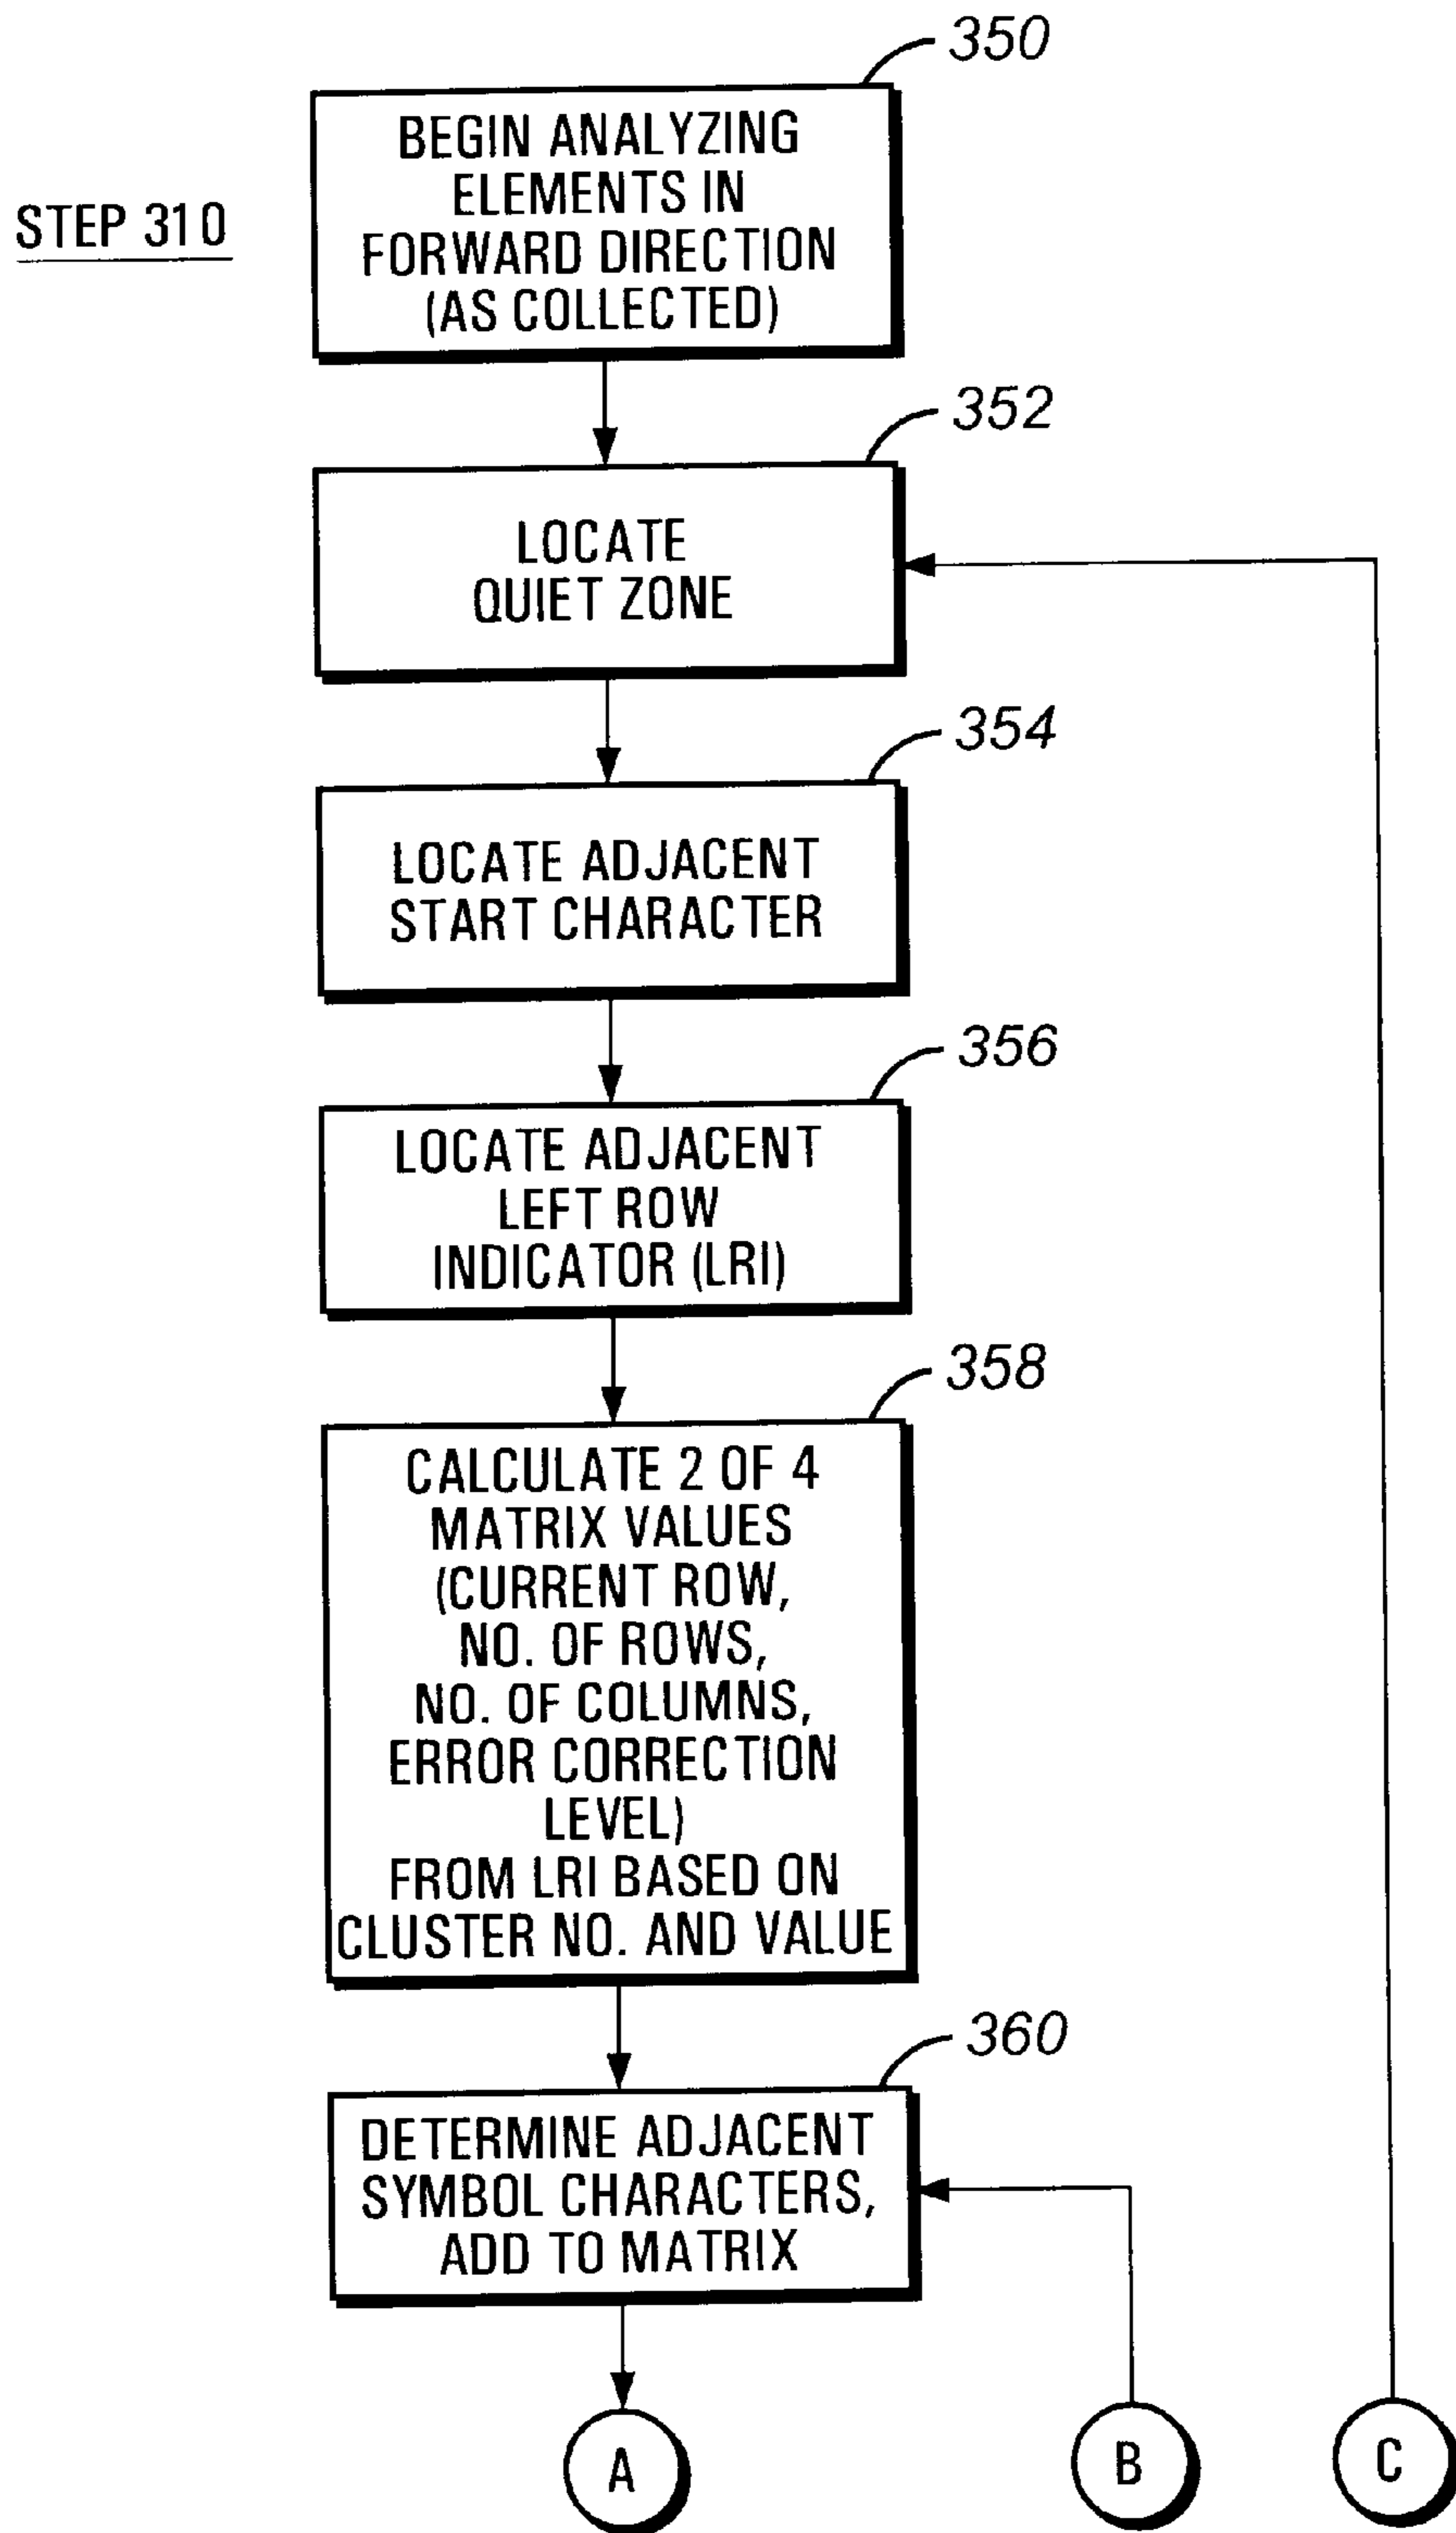 350
BEGIN ANALYZING
ELEMENTS IN
FORWARD DIRECTION
(AS COLLECTED)
STEP 310
352
LOCATE
QUIET ZONE
354
LOCATE ADJACENT
START CHARACTER
356
LOCATE ADJACENT
LEFT ROW
INDICATOR (LRI)
358
CALCULATE 2 OF 4
MATRIX VALUES
(CURRENT ROW,
NO. OF ROWS,
NO. OF COLUMNS,
ERROR CORRECTION
LEVEL)
FROM LRI BASED ON
CLUSTER NO. AND VALUE
360
DETERMINE ADJACENT
SYMBOL CHARACTERS,
ADD TO MATRIX
A
B
C